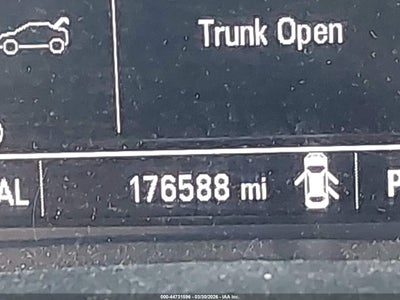 Trunk Open
AL
176588 mi
P
000-44731596 - 03/30/2026 - IAA Inc.